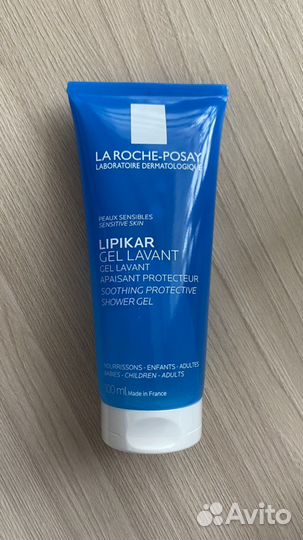 LA ROCHE-POSAY
LABORATOIRE DERMATOLOGIQUE
PEAUX SENSIBLES
SENSITIVE SKIN
LIPIKAR
GEL LAVANT
GEL LAVANT
APAISANT PROTECTEUR
SOOTHING PROTECTIVE
SHOWER GEL
NOURRISSONS - ENFANTS - ADULTES
BABIES - CHILDREN - ADULTS
ml Made in France
Avito